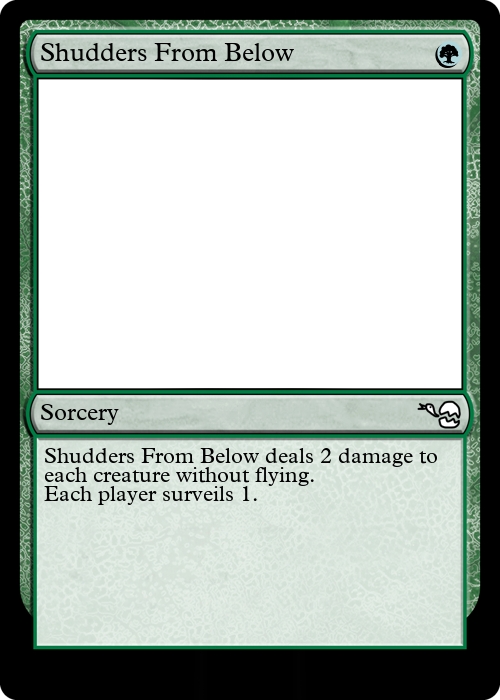 Shudders From Below
Sorcery
Shudders From Below deals 2 damage to
each creature without flying.
Each player surveils 1.